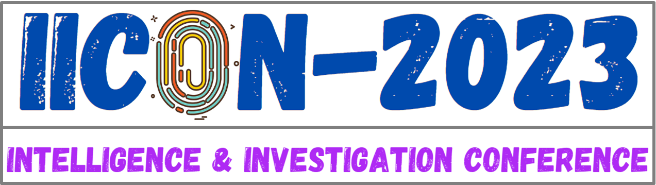 IICON-2023
INTELLIGENCE & INVESTIGATION CONFERENCE